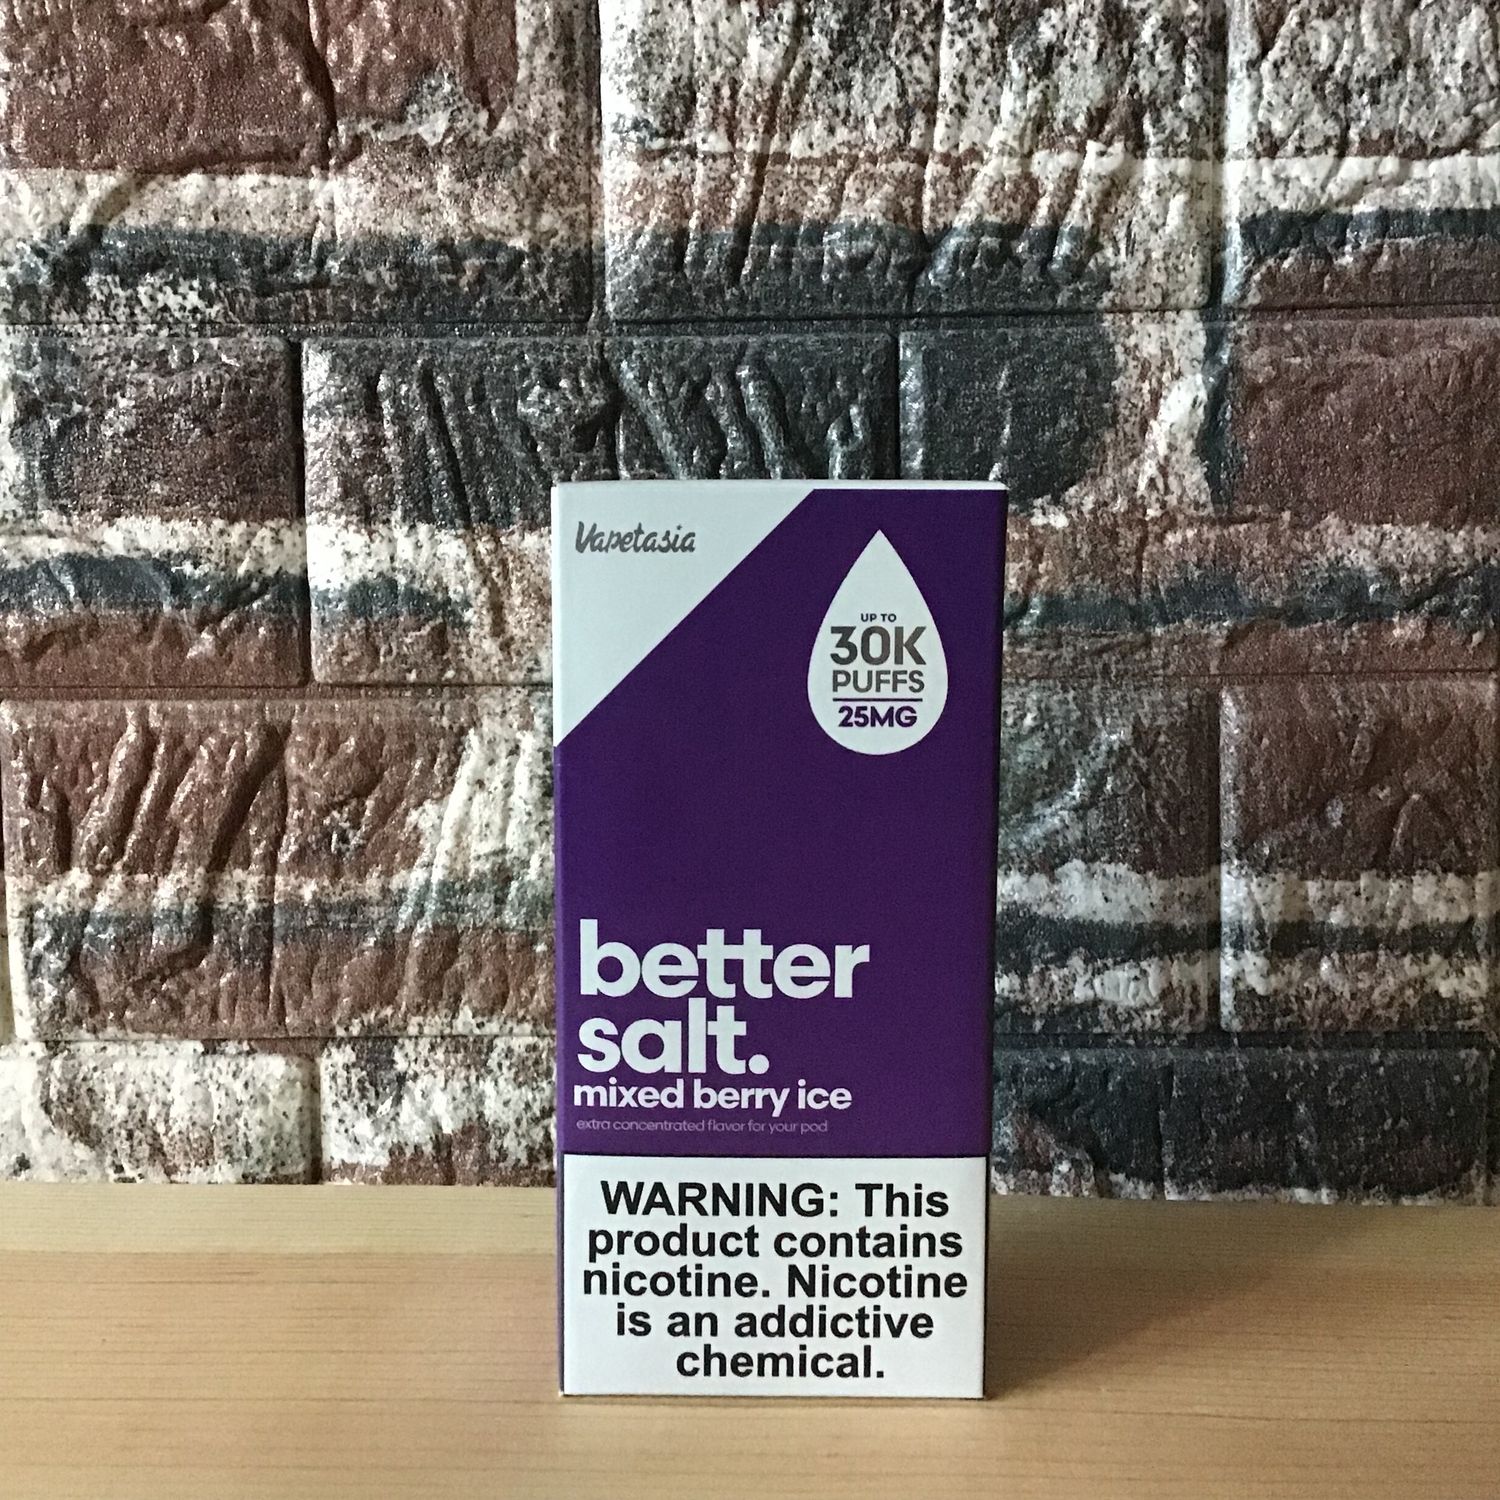 Vapetasia
UP TO
30K
PUFFS
25MG
better
salt.
mixed berry ice
extra concentrated flavor for your pod
WARNING: This
product contains
nicotine. Nicotine
is an addictive
chemical.